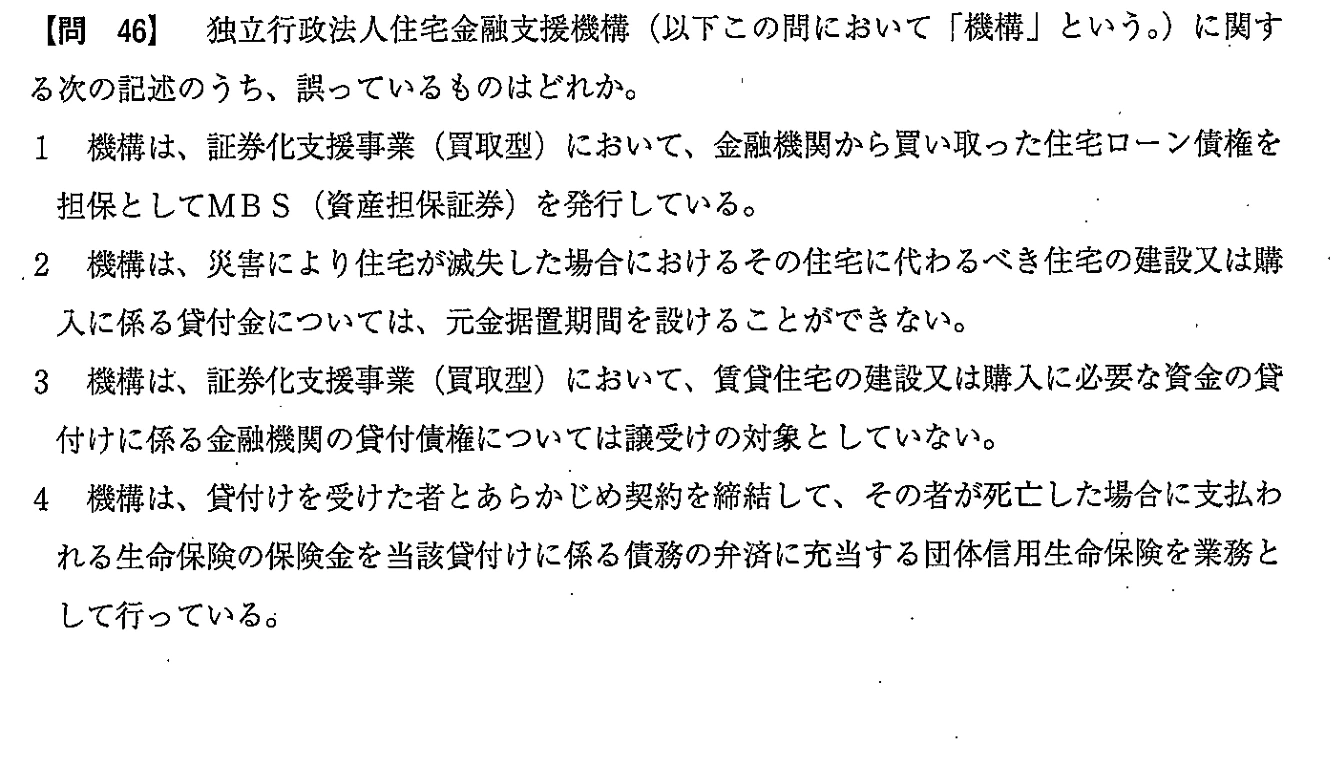 【問　46】　独立行政法人住宅金融支援機構（以下この問において「機構」という。）に関す
る次の記述のうち、誤っているものはどれか。
1　機構は、証券化支援事業（買取型）において、金融機関から買い取った住宅ローン債権を
担保としてＭＢＳ（資産担保証券）を発行している。
2　機構は、災害により住宅が滅失した場合におけるその住宅に代わるべき住宅の建設又は購
入に係る貸付金については、元金据置期間を設けることができない。
3　機構は、証券化支援事業（買取型）において、賃貸住宅の建設又は購入に必要な資金の貸
付けに係る金融機関の貸付債権については譲受けの対象としていない。
4　機構は、貸付けを受けた者とあらかじめ契約を締結して、その者が死亡した場合に支払わ
れる生命保険の保険金を当該貸付けに係る債務の弁済に充当する団体信用生命保険を業務と
して行っている。